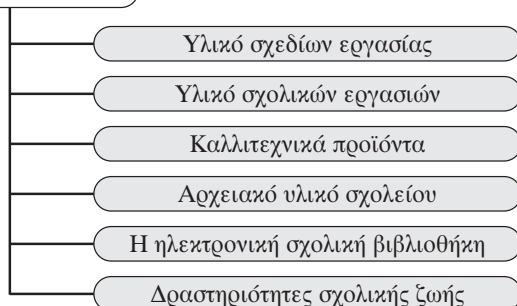 Υλικό σχεδίων εργασίας
Υλικό σχολικών εργασιών
Καλλιτεχνικά προϊόντα
Αρχειακό υλικό σχολείου
Η ηλεκτρονική σχολική βιβλιοθήκη
Δραστηριότητες σχολικής ζωής